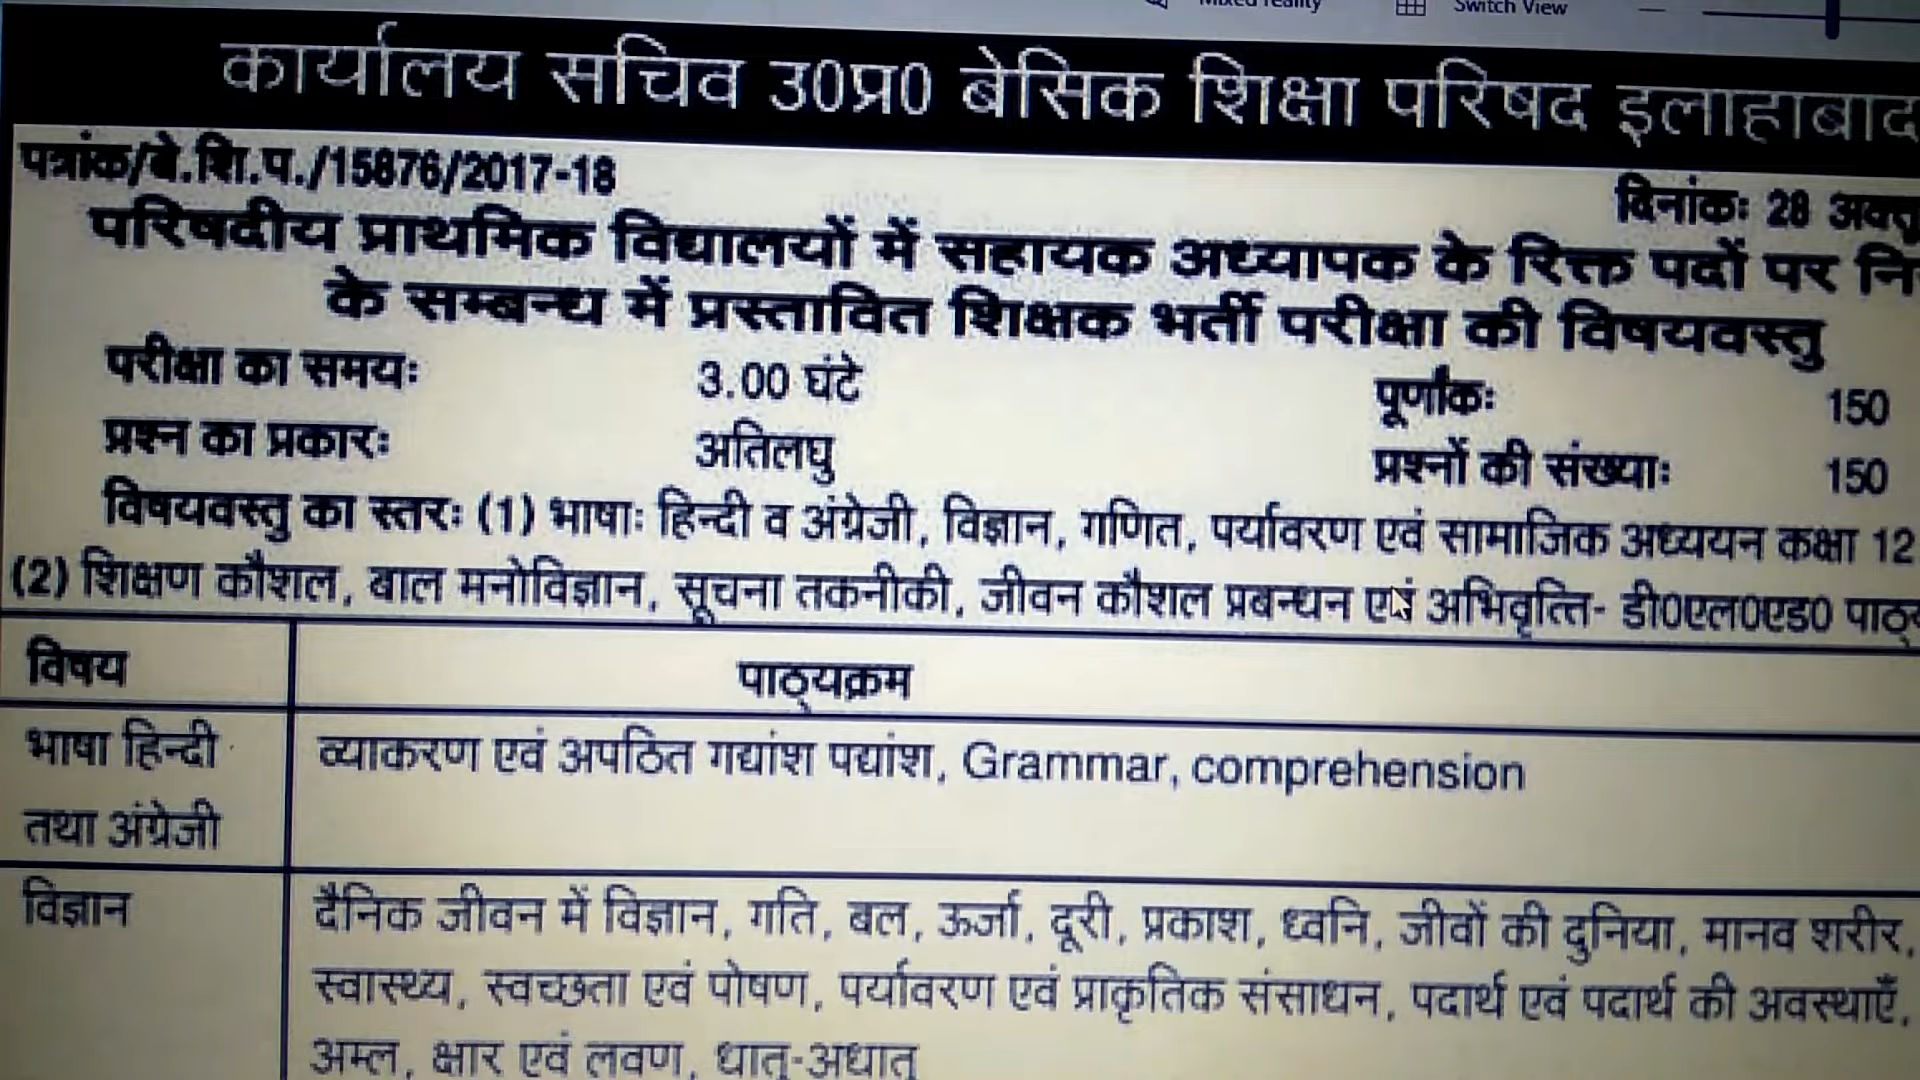 Mixed reality Switch View
कार्यालय सचिव उ0प्र0 बेसिक शिक्षा परिषद इलाहाबाद
पत्रांक/बे.शि.प./15876/2017-18
दिनांकः 28
परिषदीय प्राथमिक विद्यालयों में सहायक अध्यापक के रिक्त पदों पर
के सम्बन्ध में प्रस्तावित शिक्षक भर्ती परीक्षा की विषयवस्तु
परीक्षा का समयः 3.00 घंटे पूर्णांकः 150
प्रश्न का प्रकारः अतिलघु प्रश्नों की संख्याः 150
विषयवस्तु का स्तरः (1) भाषाः हिन्दी व अंग्रेजी, विज्ञान, गणित, पर्यावरण एवं सामाजिक अध्ययन कक्षा 12
(2) शिक्षण कौशल, बाल मनोविज्ञान, सूचना तकनीकी, जीवन कौशल प्रबन्धन एवं अभिवृत्ति- डी0एल0एड0
विषय पाठ्यक्रम
भाषा हिन्दी व्याकरण एवं अपठित गद्यांश पद्यांश, Grammar, comprehension
तथा अंग्रेजी
विज्ञान दैनिक जीवन में विज्ञान, गति, बल, ऊर्जा, दूरी, प्रकाश, ध्वनि, जीवों की दुनिया, मानव शरीर,
स्वास्थ्य, स्वच्छता एवं पोषण, पर्यावरण एवं प्राकृतिक संसाधन, पदार्थ एवं पदार्थ की अवस्थाएँ,
अम्ल, क्षार एवं लवण, धातु-अधातु